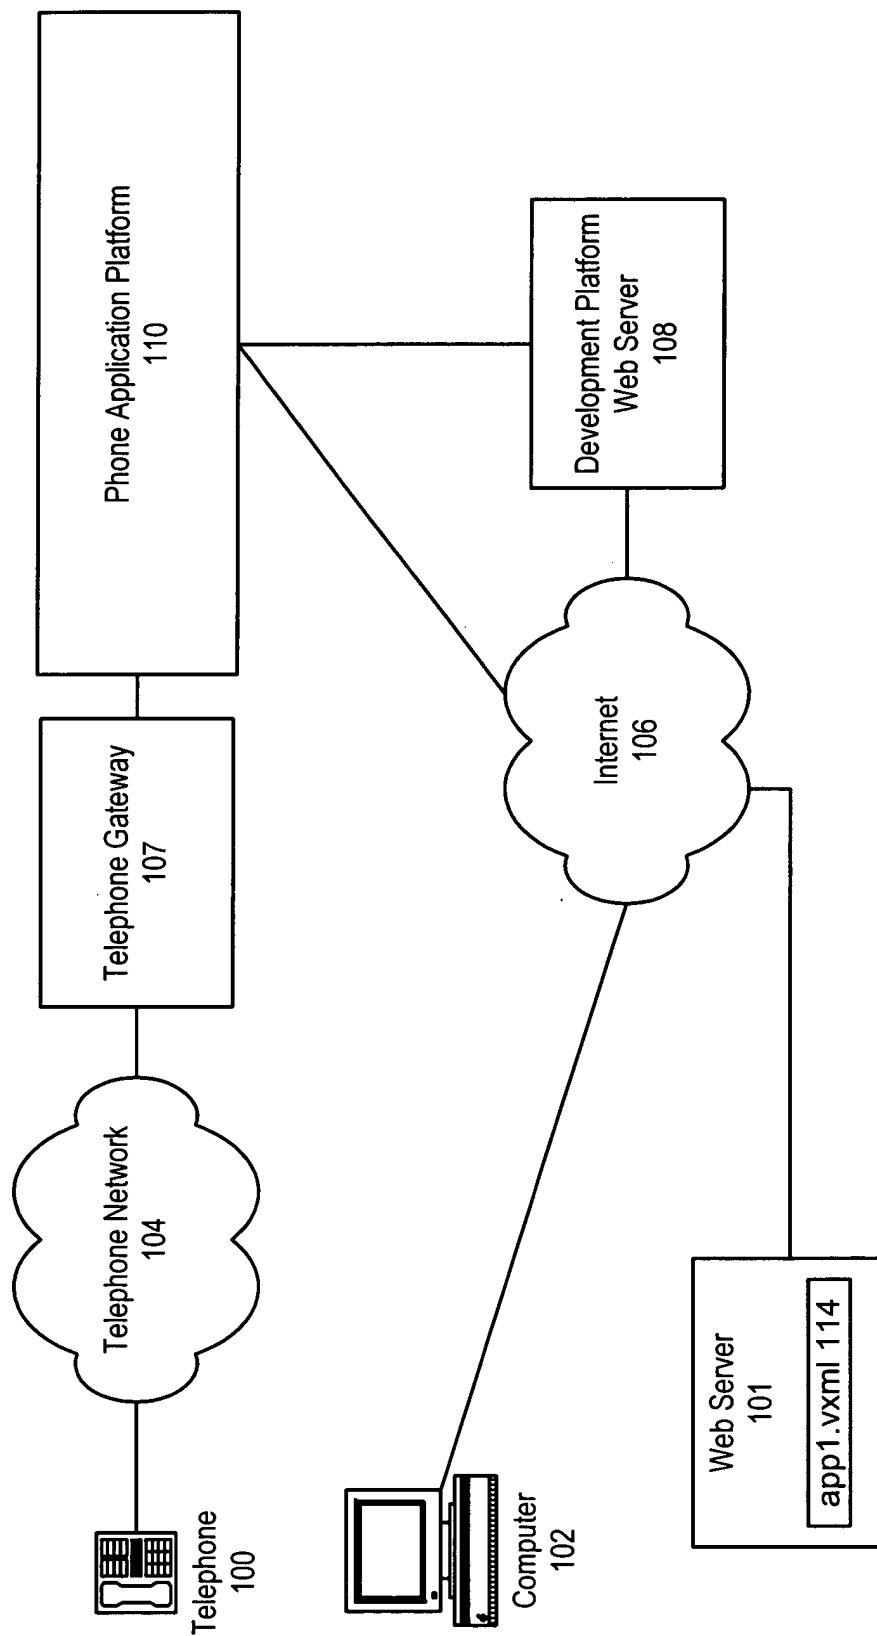 Telephone
100
Telephone Network
104
Telephone Gateway
107
Phone Application Platform
110
Computer
102
Internet
106
Development Platform
Web Server
108
Web Server
101
app1.vxml 114